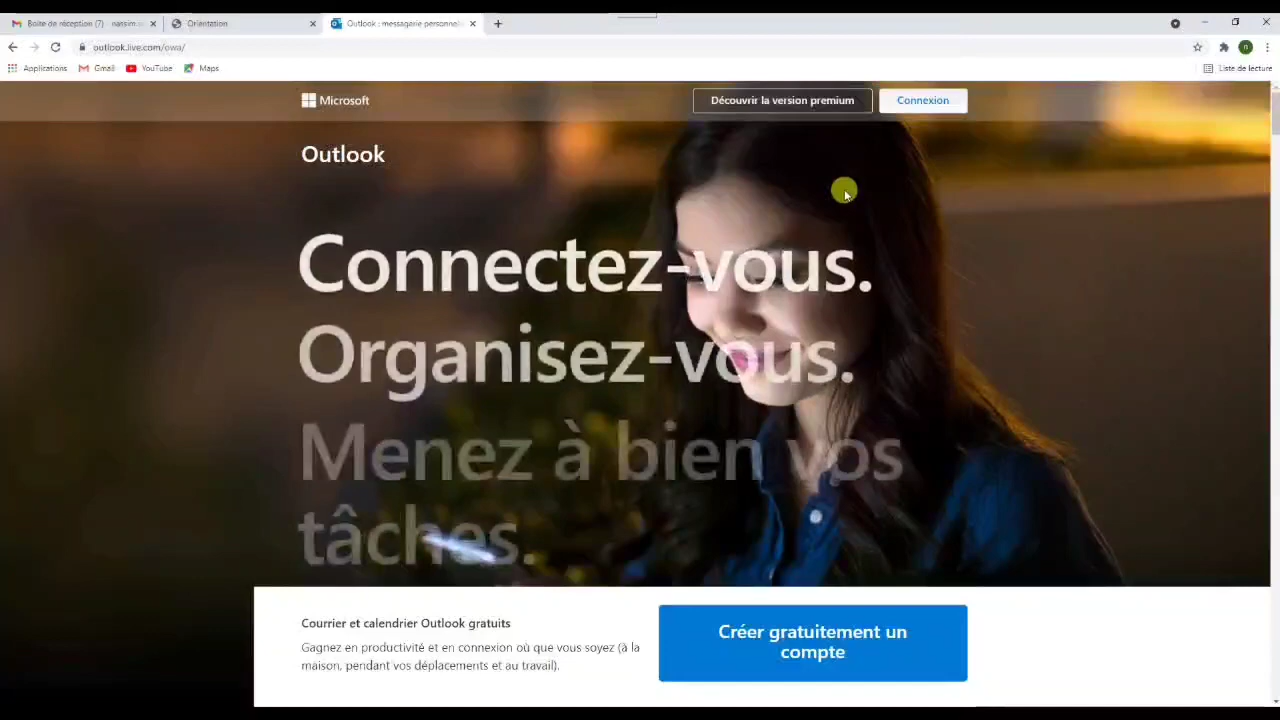 Boîte de réception (7)
Orientation
Outlook : messagerie personnelle
outlook.live.com/owa/
Applications
Gmail
YouTube
Maps
Liste de lecture
Microsoft
Découvrir la version premium
Connexion
Outlook
Connectez-vous.
Organisez-vous.
Menez à bien vos
tâches.
Courrier et calendrier Outlook gratuits
Gagnez en productivité et en connexion où que vous soyez (à la
maison, pendant vos déplacements et au travail).
Créer gratuitement un
compte